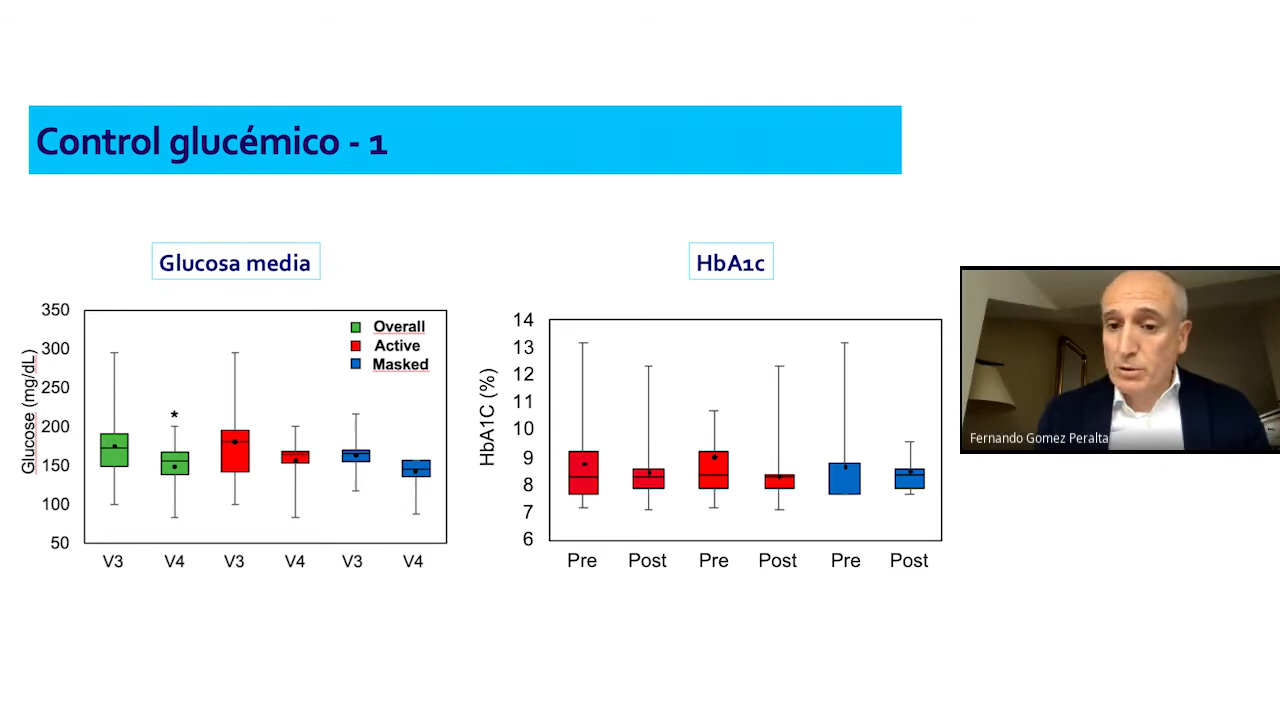 Control glucémico - 1
Glucosa media
HbA1c
Glucose (mg/dL)
350
300
250
200
150
100
50
*
Overall
Active
Masked
V3 V4 V3 V4 V3 V4
HbA1C (%)
14
13
12
11
10
9
8
7
6
Pre Post Pre Post Pre Post
Fernando Gomez Peralta